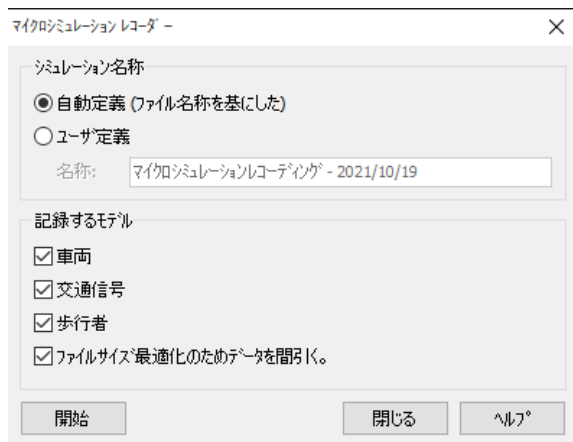 マイクロシミュレーション レコーダー
シミュレーション名称
自動定義 (ファイル名称を基にした)
ユーザ定義
名称: マイクロシミュレーションレコーディング - 2021/10/19
記録するモデル
車両
交通信号
歩行者
ファイルサイズ最適化のためデータを間引く。
開始 閉じる ヘルプ